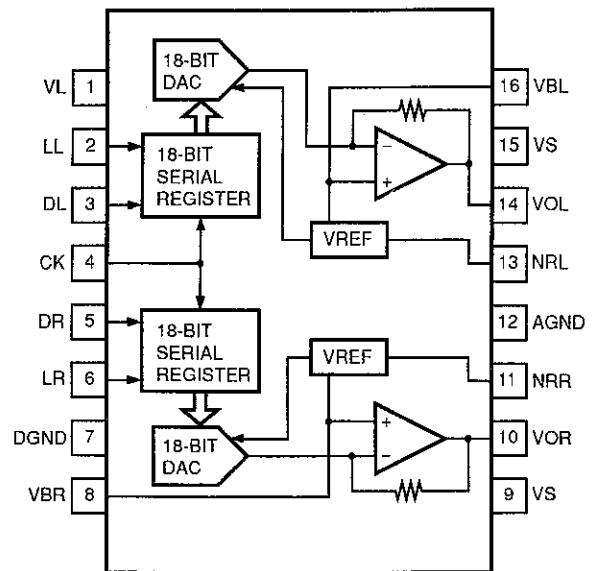 18-BIT
DAC
VL 1
16 VBL
LL 2
18-BIT
SERIAL
REGISTER
−
15 VS
DL 3
+
14 VOL
CK 4
VREF
13 NRL
DR 5
18-BIT
SERIAL
REGISTER
12 AGND
LR 6
VREF
11 NRR
DGND 7
18-BIT
DAC
+
−
10 VOR
VBR 8
9 VS